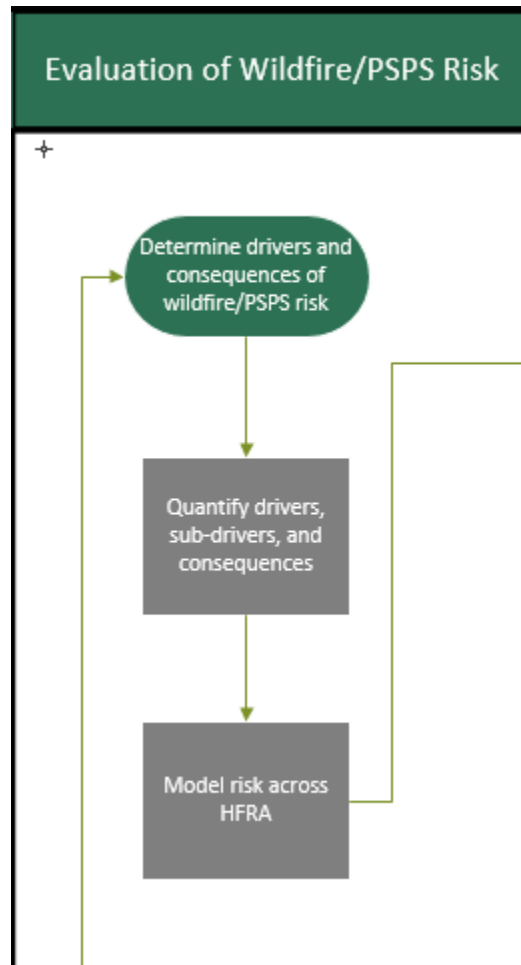 Evaluation of Wildfire/PSPS Risk
Determine drivers and
consequences of
wildfire/PSPS risk
Quantify drivers,
sub-drivers, and
consequences
Model risk across
HFRA